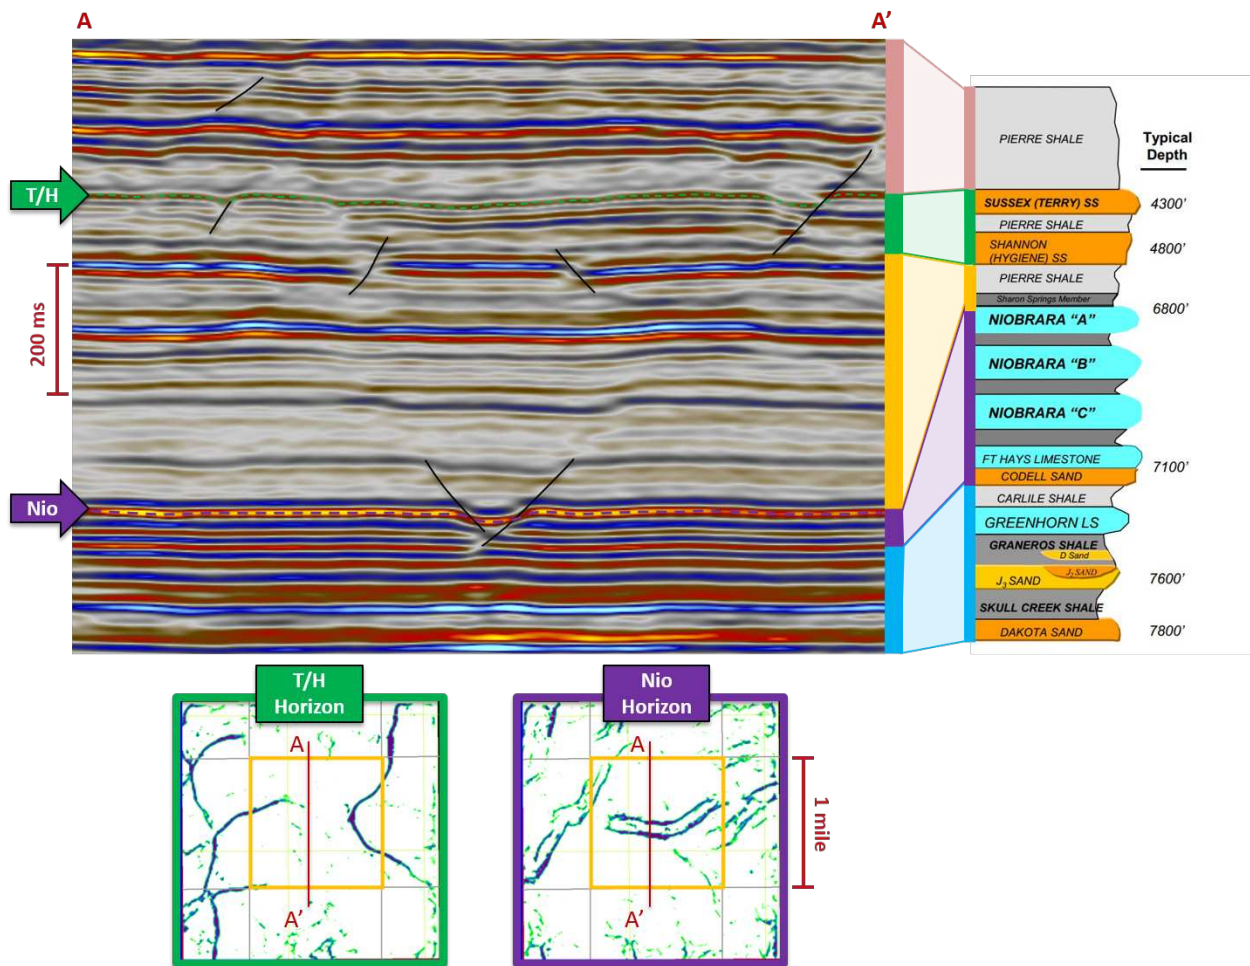 A
A’
T/H
200 ms
Nio
PIERRE SHALE
Typical
Depth
SUSSEX (TERRY) SS
4300’
PIERRE SHALE
SHANNON
(HYGIENE) SS
4800’
PIERRE SHALE
Sharon Springs Member
6800’
NIOBRARA “A”
NIOBRARA “B”
NIOBRARA “C”
FT HAYS LIMESTONE
7100’
CODELL SAND
CARLILE SHALE
GREENHORN LS
GRANEROS SHALE
D Sand
J3 SAND
J3 SAND
7600’
SKULL CREEK SHALE
DAKOTA SAND
7800’
T/H
Horizon
A
A’
Nio
Horizon
A
A’
1 mile